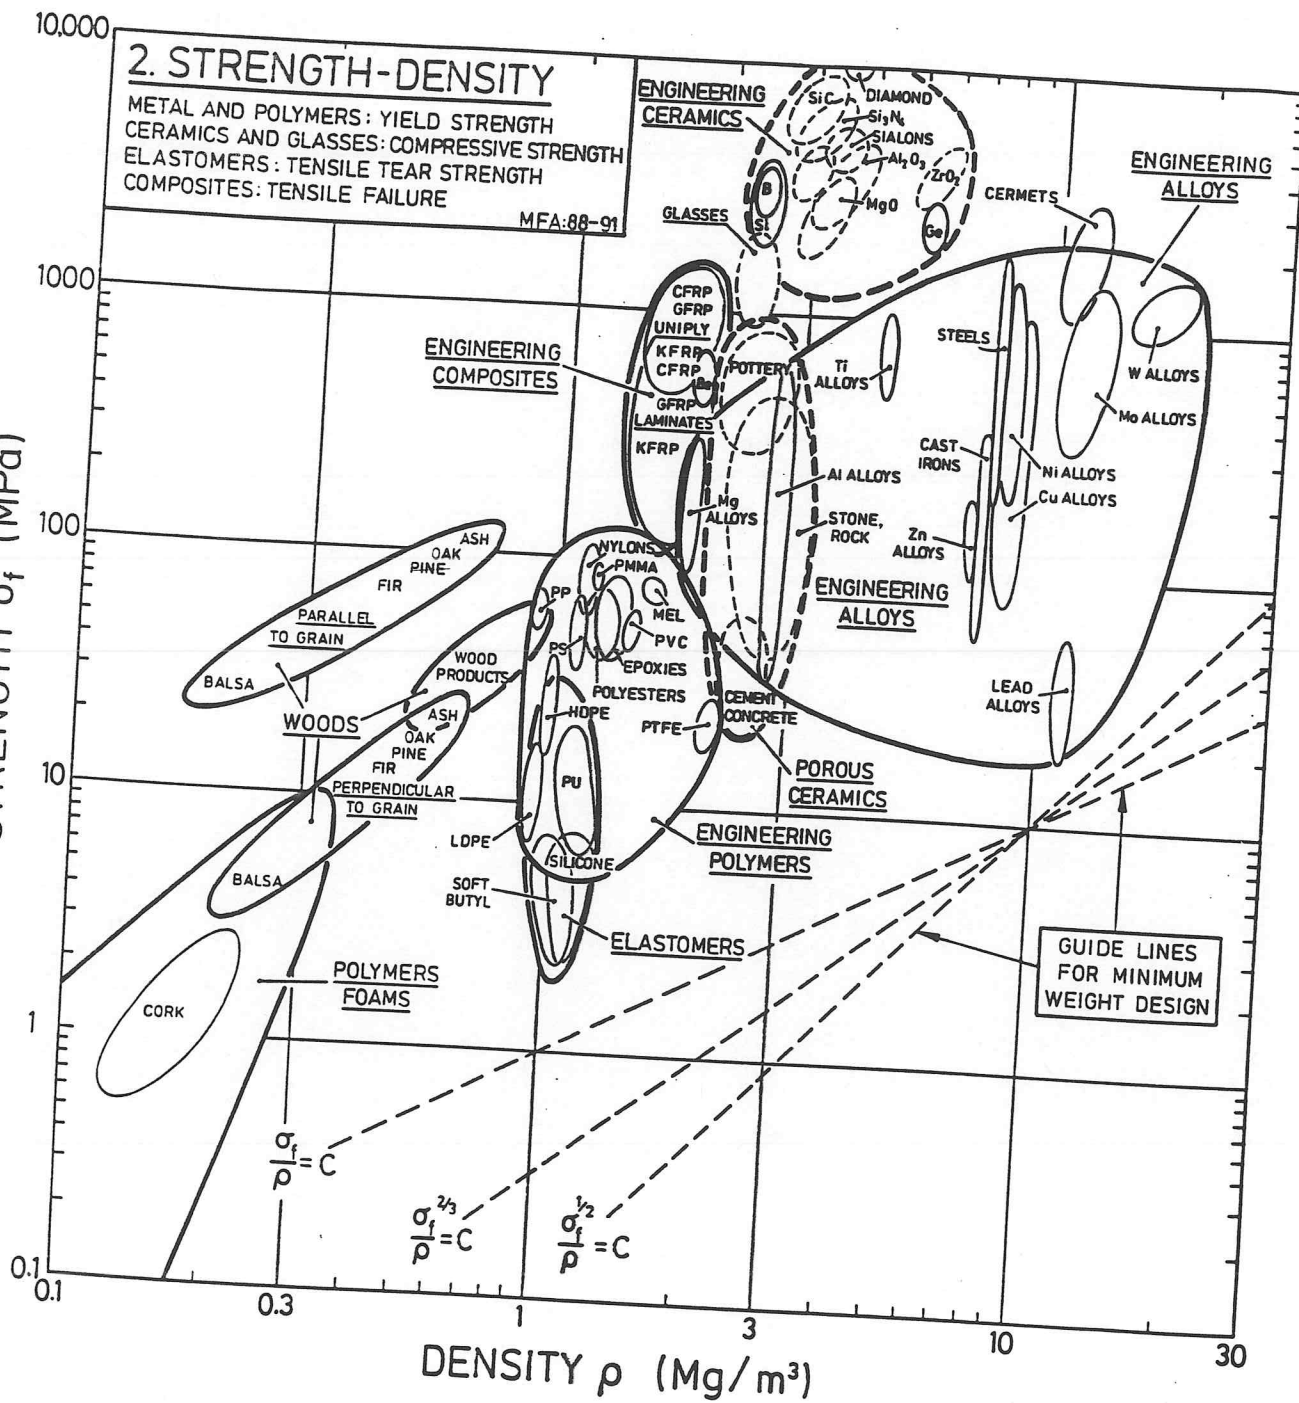 10,000
2. STRENGTH-DENSITY
METAL AND POLYMERS: YIELD STRENGTH
CERAMICS AND GLASSES: COMPRESSIVE STRENGTH
ELASTOMERS: TENSILE TEAR STRENGTH
COMPOSITES: TENSILE FAILURE
MFA:88-91
ENGINEERING
CERAMICS
SiC
DIAMOND
Si₃N₄
SIALONS
Al₂O₃
ZrO₂
B
MgO
Si
Ge
GLASSES
CERMETS
ENGINEERING
ALLOYS
1000
CFRP
GFRP
UNIPLY
KFRP
CFRP
Be
GFRP
LAMINATES
KFRP
ENGINEERING
COMPOSITES
POTTERY
Ti
ALLOYS
STEELS
W ALLOYS
Mo ALLOYS
CAST
IRONS
Ni ALLOYS
Cu ALLOYS
Al ALLOYS
Mg
ALLOYS
STONE,
ROCK
Zn
ALLOYS
ENGINEERING
ALLOYS
σf (MPa)
100
ASH
OAK
PINE
FIR
PARALLEL
TO GRAIN
BALSA
WOODS
WOOD
PRODUCTS
NYLONS
PMMA
PP
MEL
PVC
PS
EPOXIES
POLYESTERS
HDPE
PTFE
CEMENT
CONCRETE
LEAD
ALLOYS
ASH
OAK
PINE
FIR
PERPENDICULAR
TO GRAIN
BALSA
10
PU
LDPE
SILICONE
SOFT
BUTYL
ELASTOMERS
POROUS
CERAMICS
ENGINEERING
POLYMERS
POLYMERS
FOAMS
CORK
1
GUIDE LINES
FOR MINIMUM
WEIGHT DESIGN
σf/ρ = C
σf^2/3/ρ = C
σf^1/2/ρ = C
0.1
0.1
0.3
1
3
10
30
DENSITY ρ (Mg/m³)